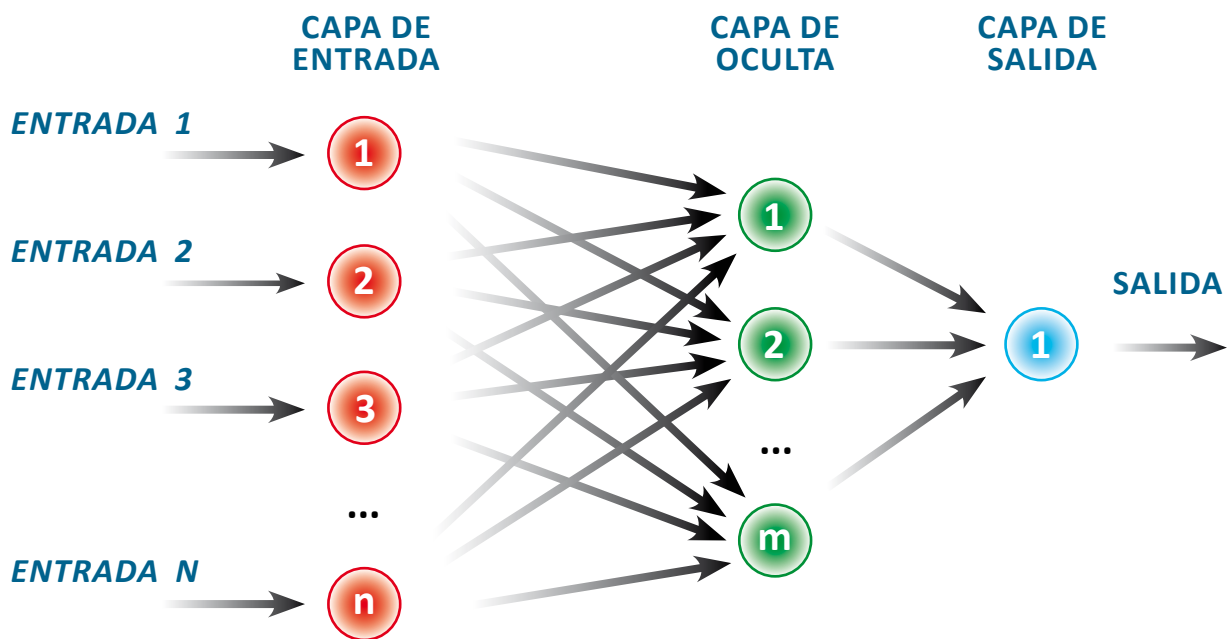 CAPA DE
ENTRADA
CAPA DE
OCULTA
CAPA DE
SALIDA
ENTRADA 1
1
ENTRADA 2
2
ENTRADA 3
3
...
ENTRADA N
n
1
2
...
m
1
SALIDA